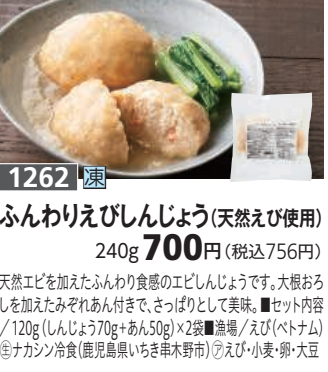 1262 凍
ふんわりえびしんじょう(天然えび使用)
240g 700円(税込756円)
天然エビを加えたふんわり食感のエビしんじょうです。大根おろ
しを加えたみぞれあん付きで、さっぱりとして美味。■セット内容
／120g(しんじょう70g+あん50g)×2袋■漁場／えび(ベトナム)
㊤ナカシン冷食(鹿児島県いちき串木野市)㋐えび・小麦・卵・大豆